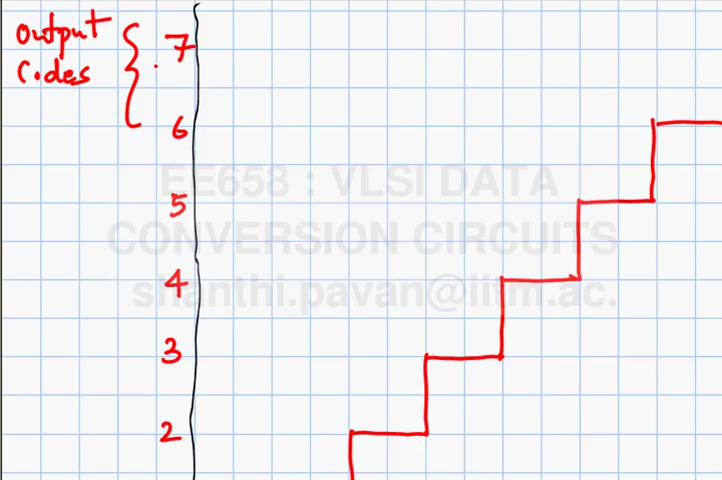 output
Codes
7
6
EE658 : VLSI DATA
5
CONVERSION CIRCUITS
4
shanthi.pavan@iitm.ac.
3
2